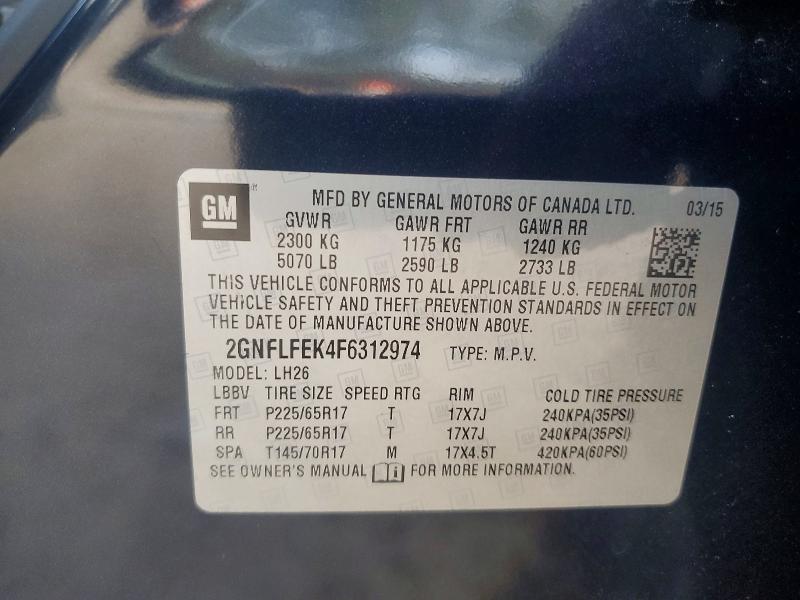 GM
MFD BY GENERAL MOTORS OF CANADA LTD. 03/15
GVWR GAWR FRT GAWR RR
2300 KG 1175 KG 1240 KG
5070 LB 2590 LB 2733 LB
THIS VEHICLE CONFORMS TO ALL APPLICABLE U.S. FEDERAL MOTOR
VEHICLE SAFETY AND THEFT PREVENTION STANDARDS IN EFFECT ON
THE DATE OF MANUFACTURE SHOWN ABOVE.
2GNFLFEK4F6312974 TYPE: M.P.V.
MODEL: LH26
LBBV TIRE SIZE SPEED RTG RIM COLD TIRE PRESSURE
FRT P225/65R17 T 17X7J 240KPA(35PSI)
RR P225/65R17 T 17X7J 240KPA(35PSI)
SPA T145/70R17 M 17X4.5T 420KPA(60PSI)
SEE OWNER'S MANUAL FOR MORE INFORMATION.